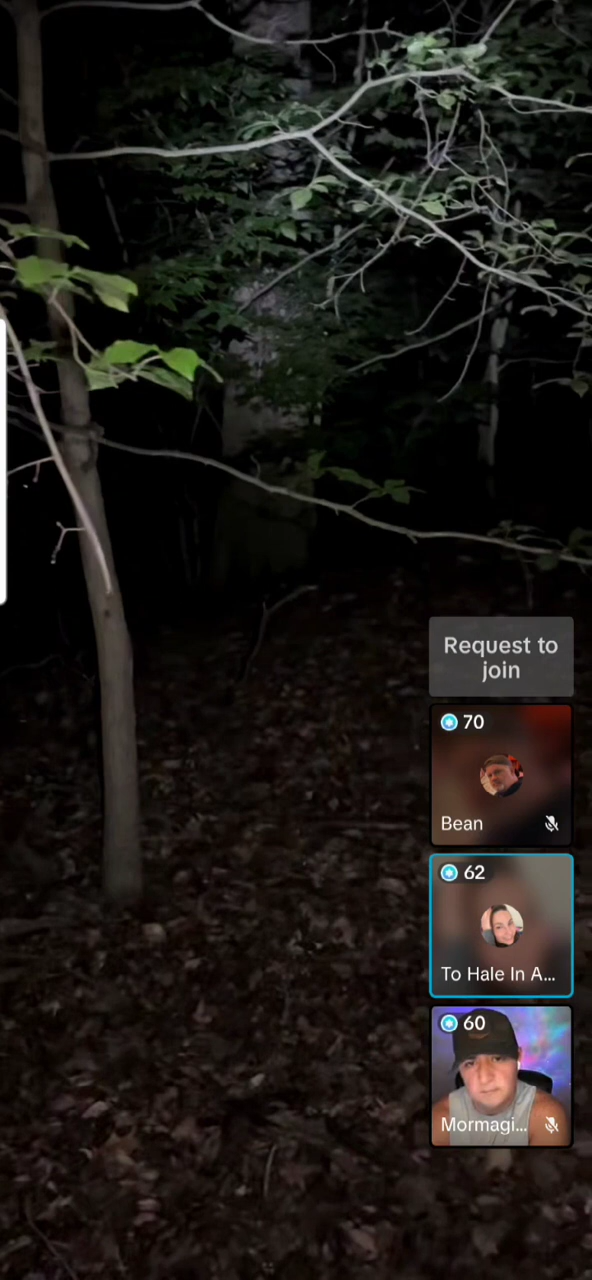 Request to
join
70
Bean
62
To Hale In A...
60
Mormagi...